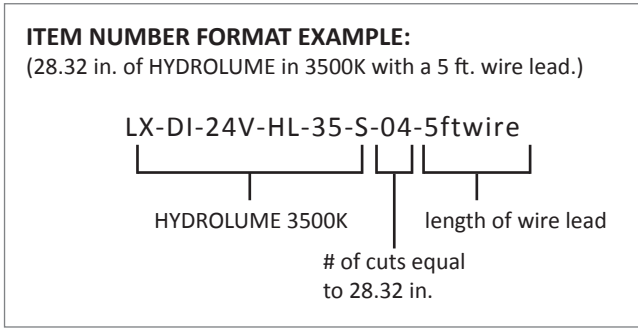 ITEM NUMBER FORMAT EXAMPLE:
(28.32 in. of HYDROLUME in 3500K with a 5 ft. wire lead.)
LX-DI-24V-HL-35-S-04-5ftwire
HYDROLUME 3500K
length of wire lead
# of cuts equal
to 28.32 in.